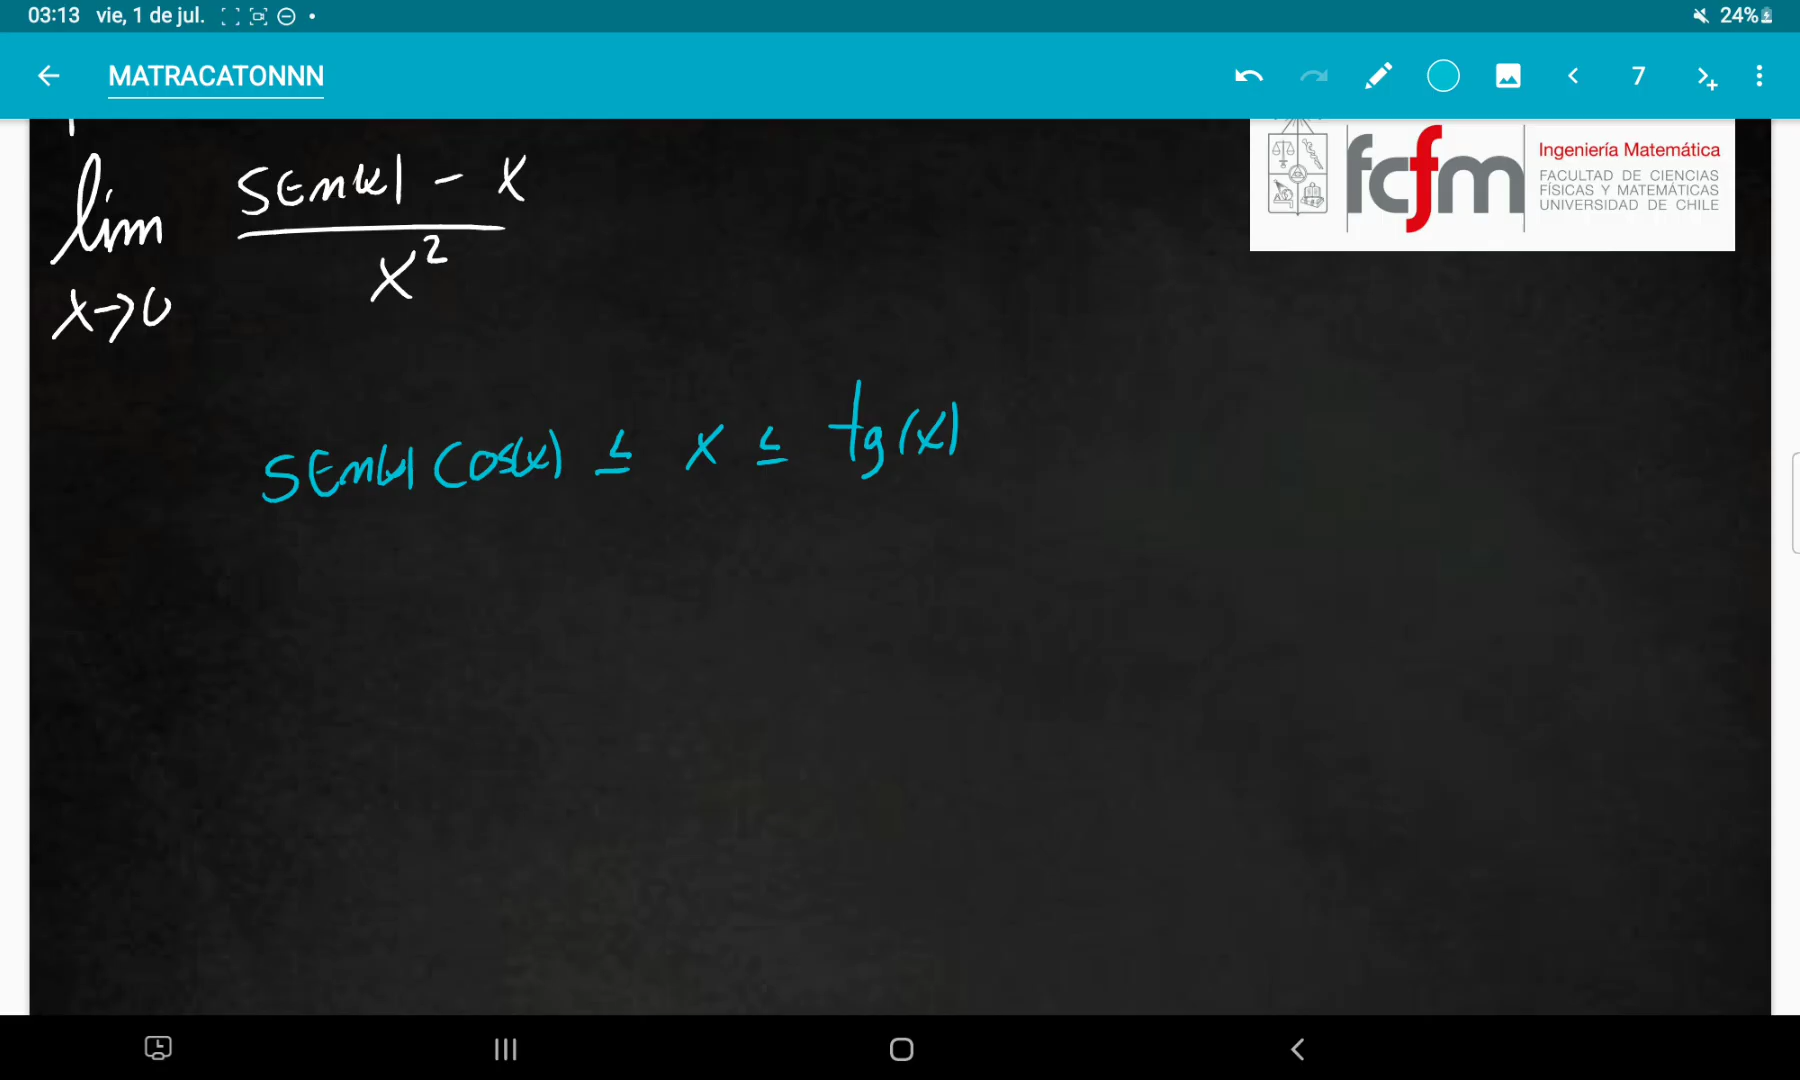 03:13 vie, 1 de jul.
24%
MATRACATONNN
7
lím sen(x) - x
x² 
x→0
fcfm
Ingeniería Matemática
FACULTAD DE CIENCIAS
FÍSICAS Y MATEMÁTICAS
UNIVERSIDAD DE CHILE
sen(x) cos(x) ≤ x ≤ tg(x)